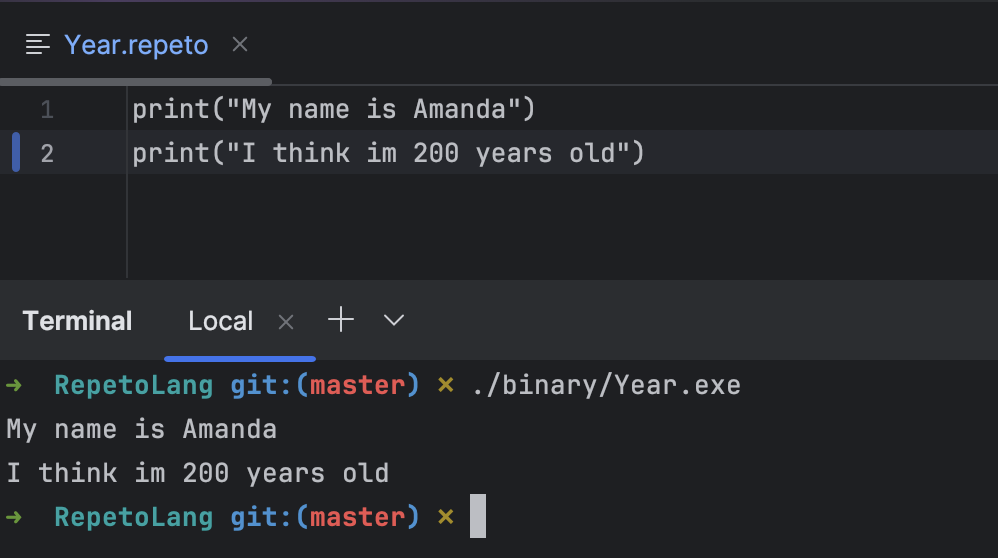 Year.repeto ×
1 print("My name is Amanda")
2 print("I think im 200 years old")
Terminal Local × + 
➜ RepetoLang git:(master) ✗ ./binary/Year.exe
My name is Amanda
I think im 200 years old
➜ RepetoLang git:(master) ✗